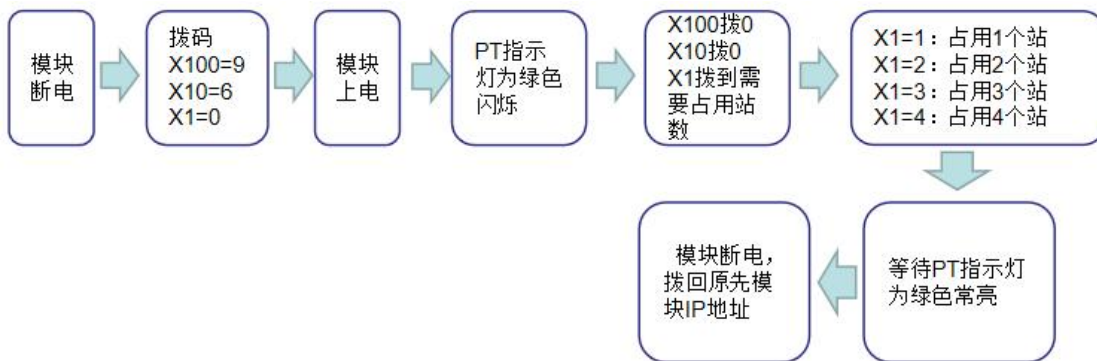 模块
断电
拨码
X100=9
X10=6
X1=0
模块
上电
PT指示
灯为绿色
闪烁
X100拨0
X10拨0
X1拨到需
要占用站
数
X1=1：占用1个站
X1=2：占用2个站
X1=3：占用3个站
X1=4：占用4个站
等待PT指示灯
为绿色常亮
模块断电，
拨回原先模
块IP地址